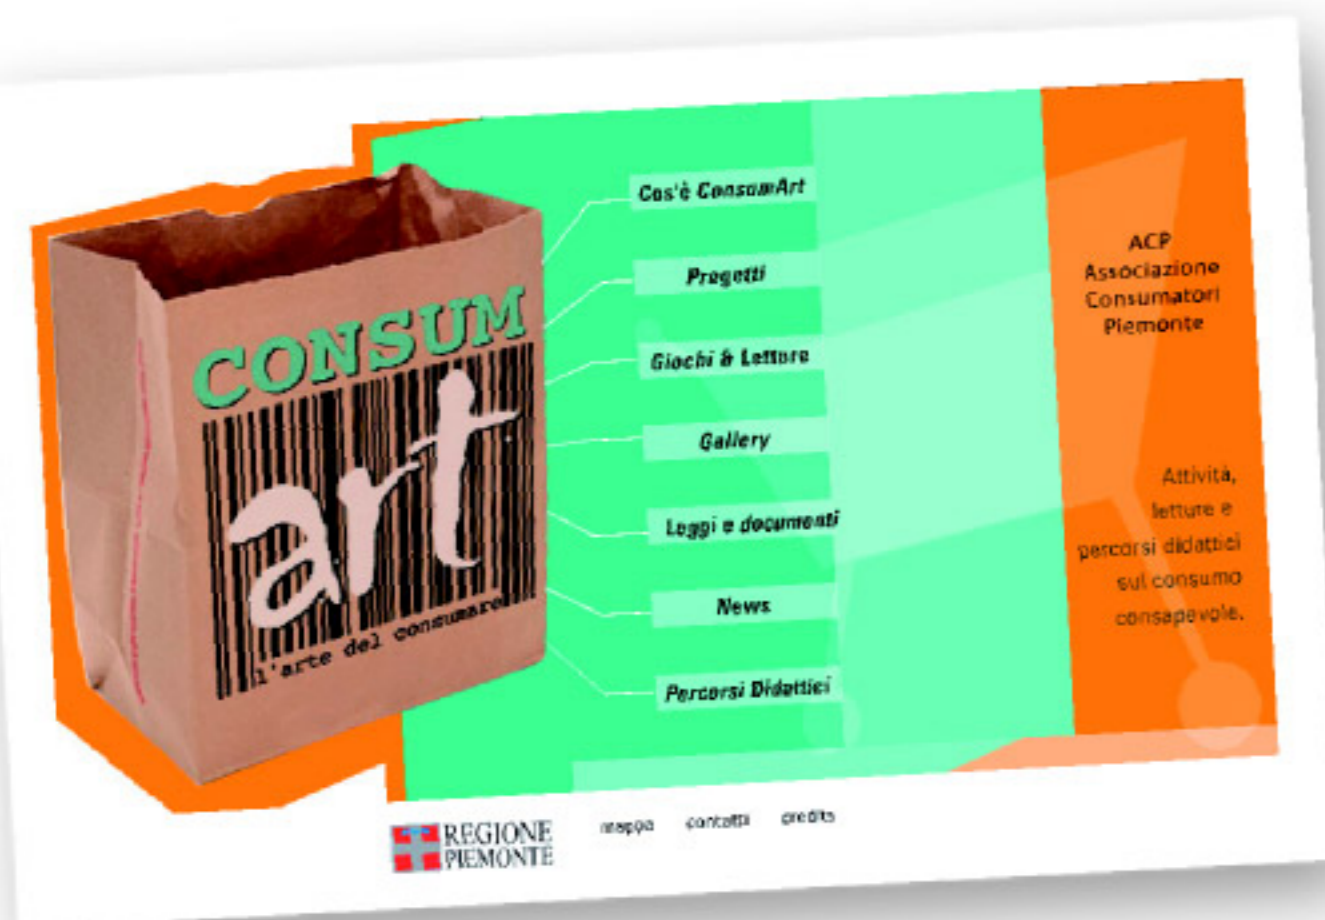 CONSUM
art
l'arte del consumare
Cos'è ConsumArt
Progetti
Giochi & Letture
Gallery
Leggi e documenti
News
Percorsi Didattici
ACP
Associazione
Consumatori
Piemonte
Attività,
letture e
percorsi didattici
sul consumo
consapevole.
REGIONE
PIEMONTE
mappa contatti credits